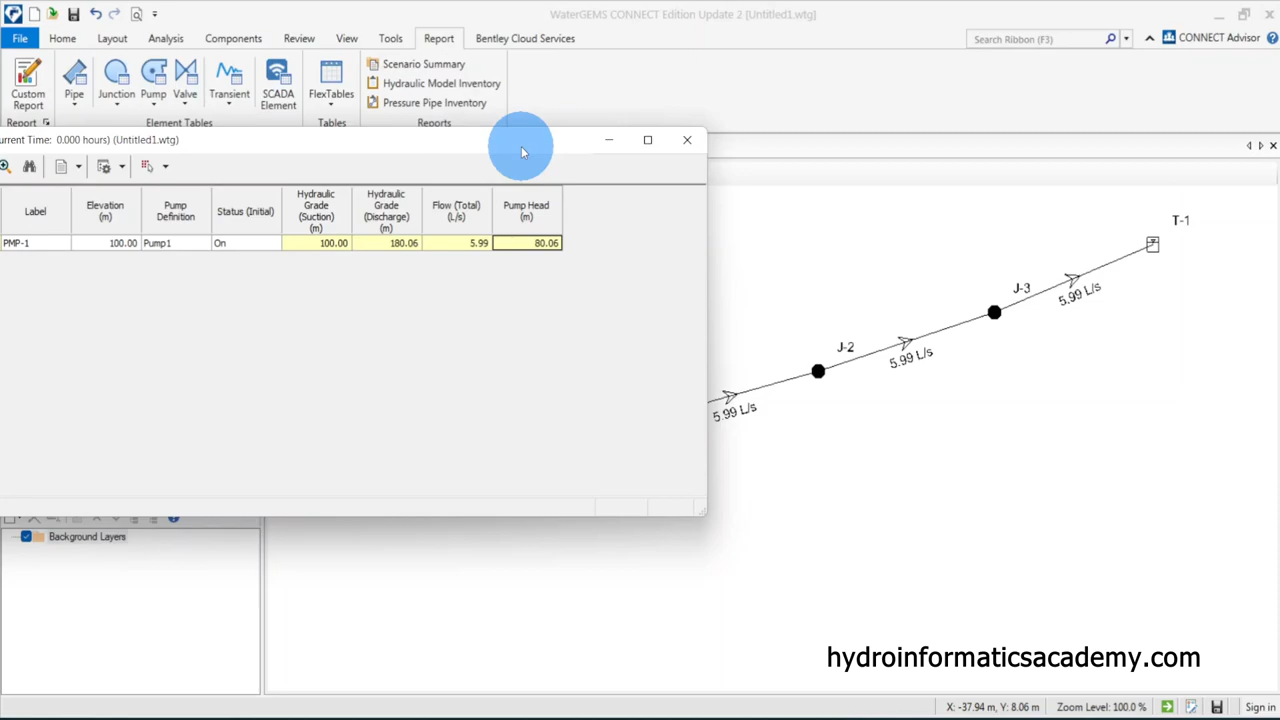 WaterGEMS CONNECT Edition Update 2 [Untitled1.wtg]
File Home Layout Analysis Components Review View Tools Report Bentley Cloud Services
Search Ribbon (F3)
CONNECT Advisor
Custom Report
Pipe
Junction
Pump
Valve
Transient
SCADA Element
FlexTables
Scenario Summary
Hydraulic Model Inventory
Pressure Pipe Inventory
Report
Element Tables
Tables
Reports
urrent Time: 0.000 hours) (Untitled1.wtg)
Label
Elevation (m)
Pump Definition
Status (Initial)
Hydraulic Grade (Suction) (m)
Hydraulic Grade (Discharge) (m)
Flow (Total) (L/s)
Pump Head (m)
PMP-1 100.00 Pump1 On 100.00 180.06 5.99 80.06
T-1
J-3
5.99 L/s
J-2
5.99 L/s
5.99 L/s
Background Layers
hydroinformaticsacademy.com
X: -37.94 m, Y: 8.06 m
Zoom Level: 100.0 %
Sign in